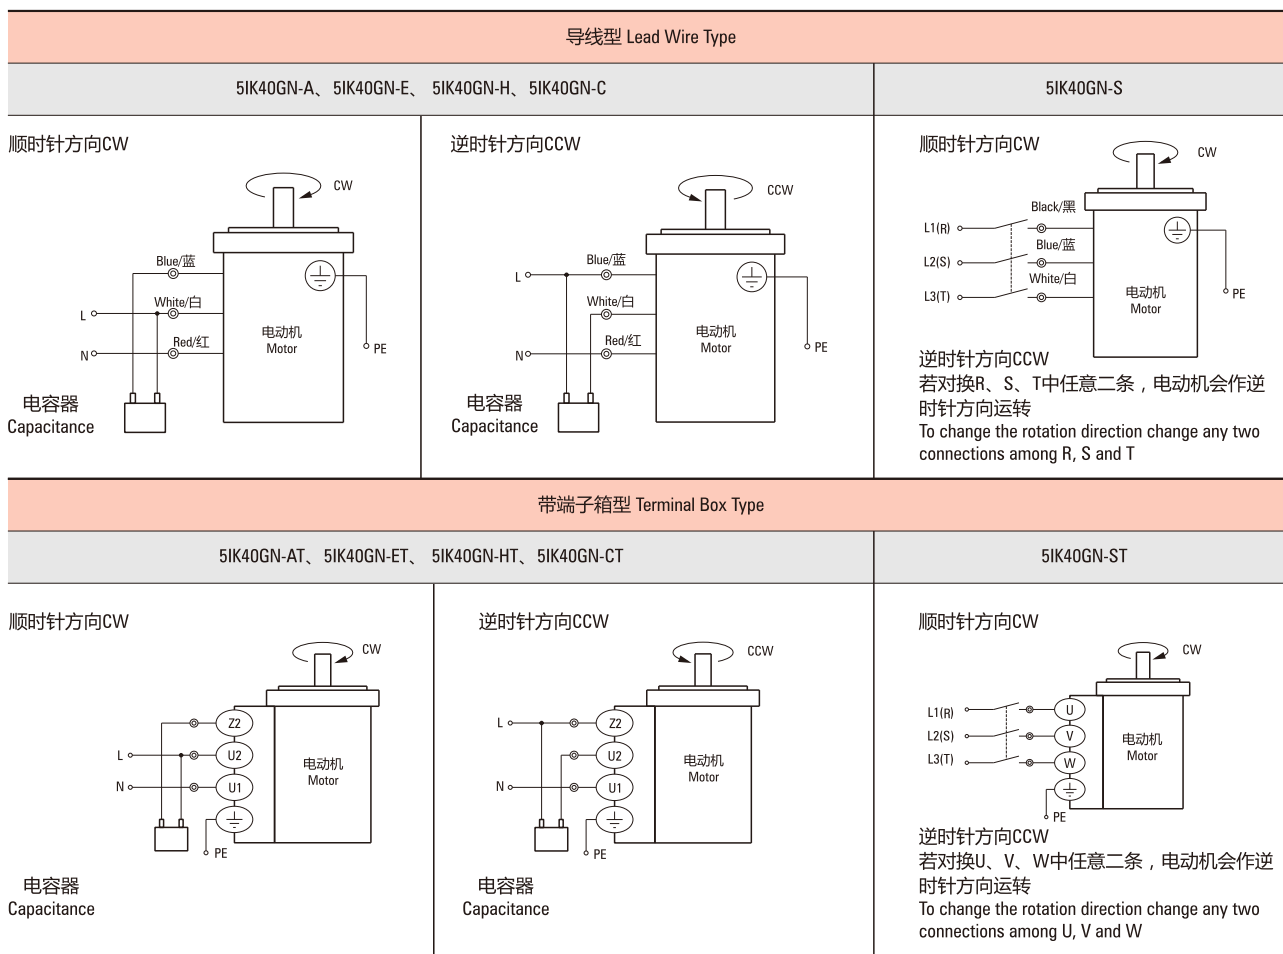 导线型 Lead Wire Type
5IK40GN-A、5IK40GN-E、 5IK40GN-H、5IK40GN-C
5IK40GN-S
顺时针方向CW
CW
Blue/蓝
White/白
L
Red/红
N
电动机
Motor
PE
电容器
Capacitance
逆时针方向CCW
CCW
Blue/蓝
L
White/白
Red/红
N
电动机
Motor
PE
电容器
Capacitance
顺时针方向CW
CW
Black/黑
L1(R)
Blue/蓝
L2(S)
White/白
L3(T)
电动机
Motor
PE
逆时针方向CCW
若对换R、S、T中任意二条，电动机会作逆
时针方向运转
To change the rotation direction change any two
connections among R, S and T
带端子箱型 Terminal Box Type
5IK40GN-AT、5IK40GN-ET、 5IK40GN-HT、5IK40GN-CT
5IK40GN-ST
顺时针方向CW
CW
Z2
L
U2
N
U1
电动机
Motor
PE
电容器
Capacitance
逆时针方向CCW
CCW
L
Z2
U2
N
U1
电动机
Motor
PE
电容器
Capacitance
顺时针方向CW
CW
L1(R)
U
L2(S)
V
L3(T)
W
电动机
Motor
PE
逆时针方向CCW
若对换U、V、W中任意二条，电动机会作逆
时针方向运转
To change the rotation direction change any two
connections among U, V and W